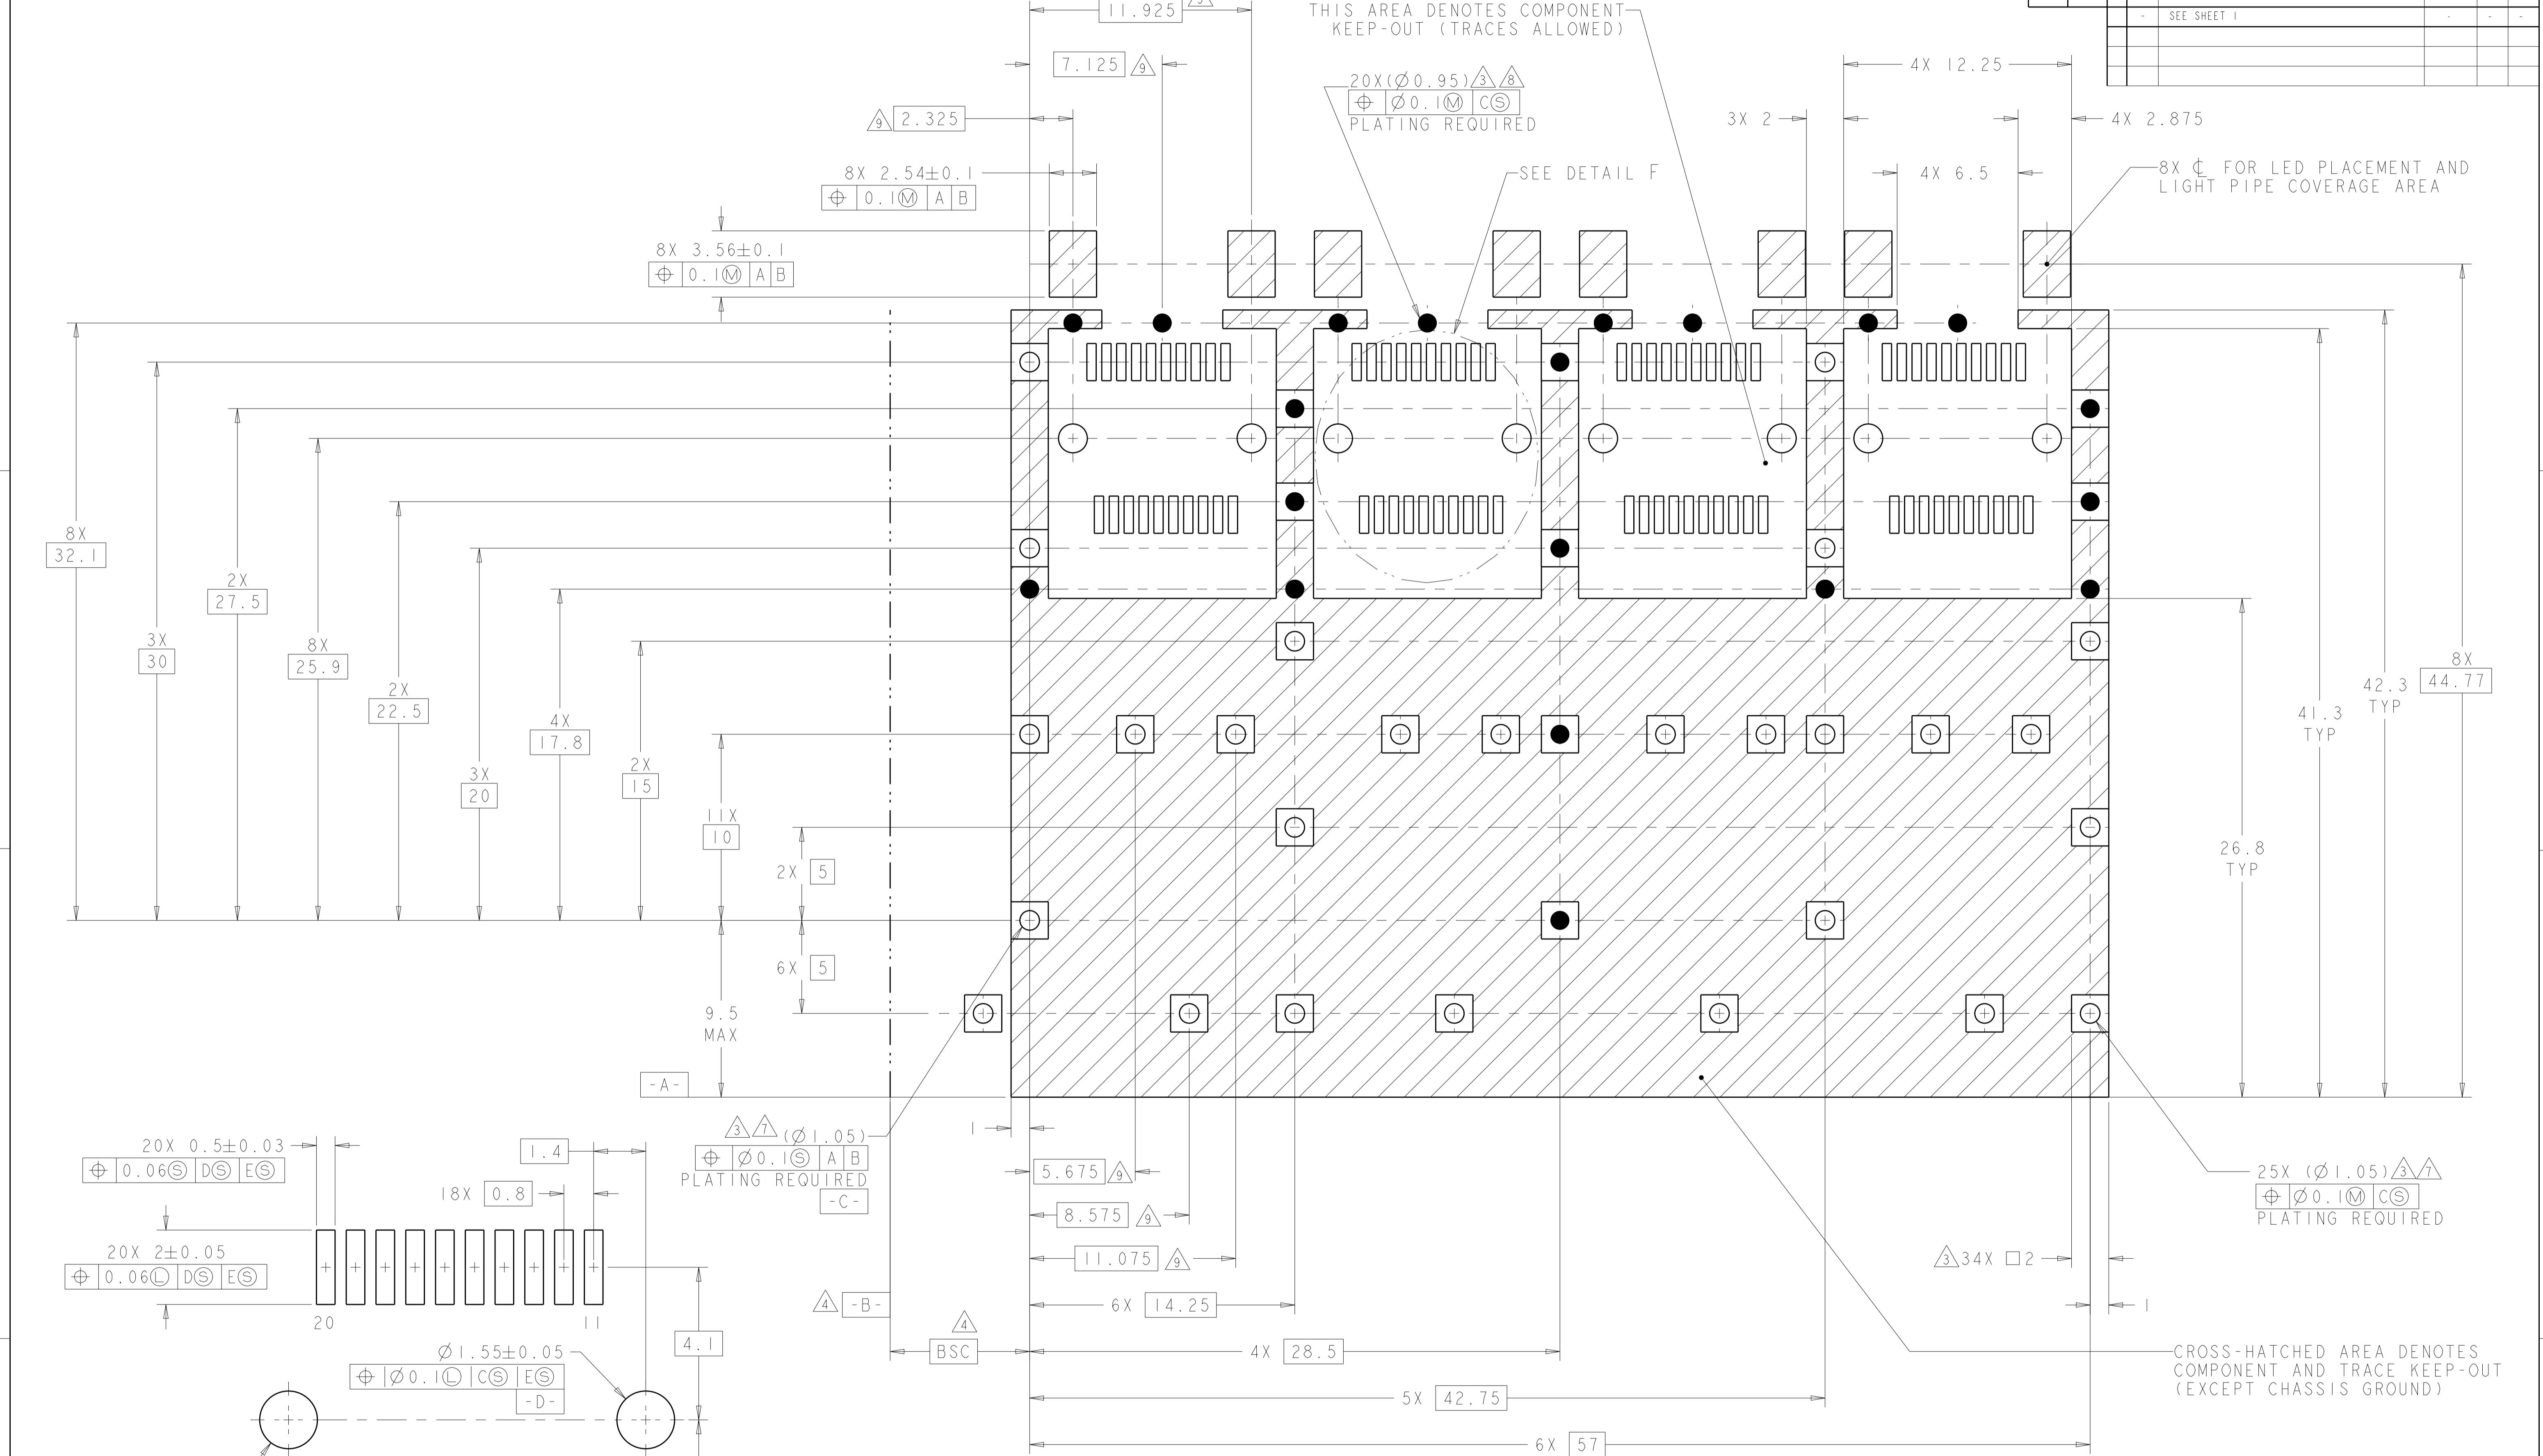 11.925
THIS AREA DENOTES COMPONENT
KEEP-OUT (TRACES ALLOWED)
- SEE SHEET 1 - - -
7.125 9
4X 12.25
20X(Ø0.95) 3 8
⌖ Ø0.1Ⓜ CⓈ
PLATING REQUIRED
9 2.325
3X 2
4X 2.875
8X 2.54±0.1
⌖ 0.1Ⓜ A B
SEE DETAIL F
4X 6.5
8X ℄ FOR LED PLACEMENT AND
LIGHT PIPE COVERAGE AREA
8X 3.56±0.1
⌖ 0.1Ⓜ A B
8X
32.1
3X
30
2X
27.5
8X
25.9
2X
22.5
3X
20
4X
17.8
2X
15
11X
10
2X 5
6X 5
9.5
MAX
8X
44.77
42.3
TYP
41.3
TYP
26.8
TYP
-A-
3 7 (Ø1.05)
⌖ Ø0.1Ⓢ A B
PLATING REQUIRED
-C-
1
5.675 9
8.575 9
11.075 9
4 -B-
6X 14.25
4
BSC
4X 28.5
5X 42.75
6X 57
25X (Ø1.05) 3 7
⌖ Ø0.1Ⓜ CⓈ
PLATING REQUIRED
3 34X □2
1
CROSS-HATCHED AREA DENOTES
COMPONENT AND TRACE KEEP-OUT
(EXCEPT CHASSIS GROUND)
20X 0.5±0.03
⌖ 0.06Ⓢ DⓈ EⓈ
1.4
18X 0.8
20X 2±0.05
⌖ 0.06Ⓛ DⓈ EⓈ
20 11
4.1
Ø1.55±0.05
⌖ Ø0.1Ⓛ CⓈ EⓈ
-D-